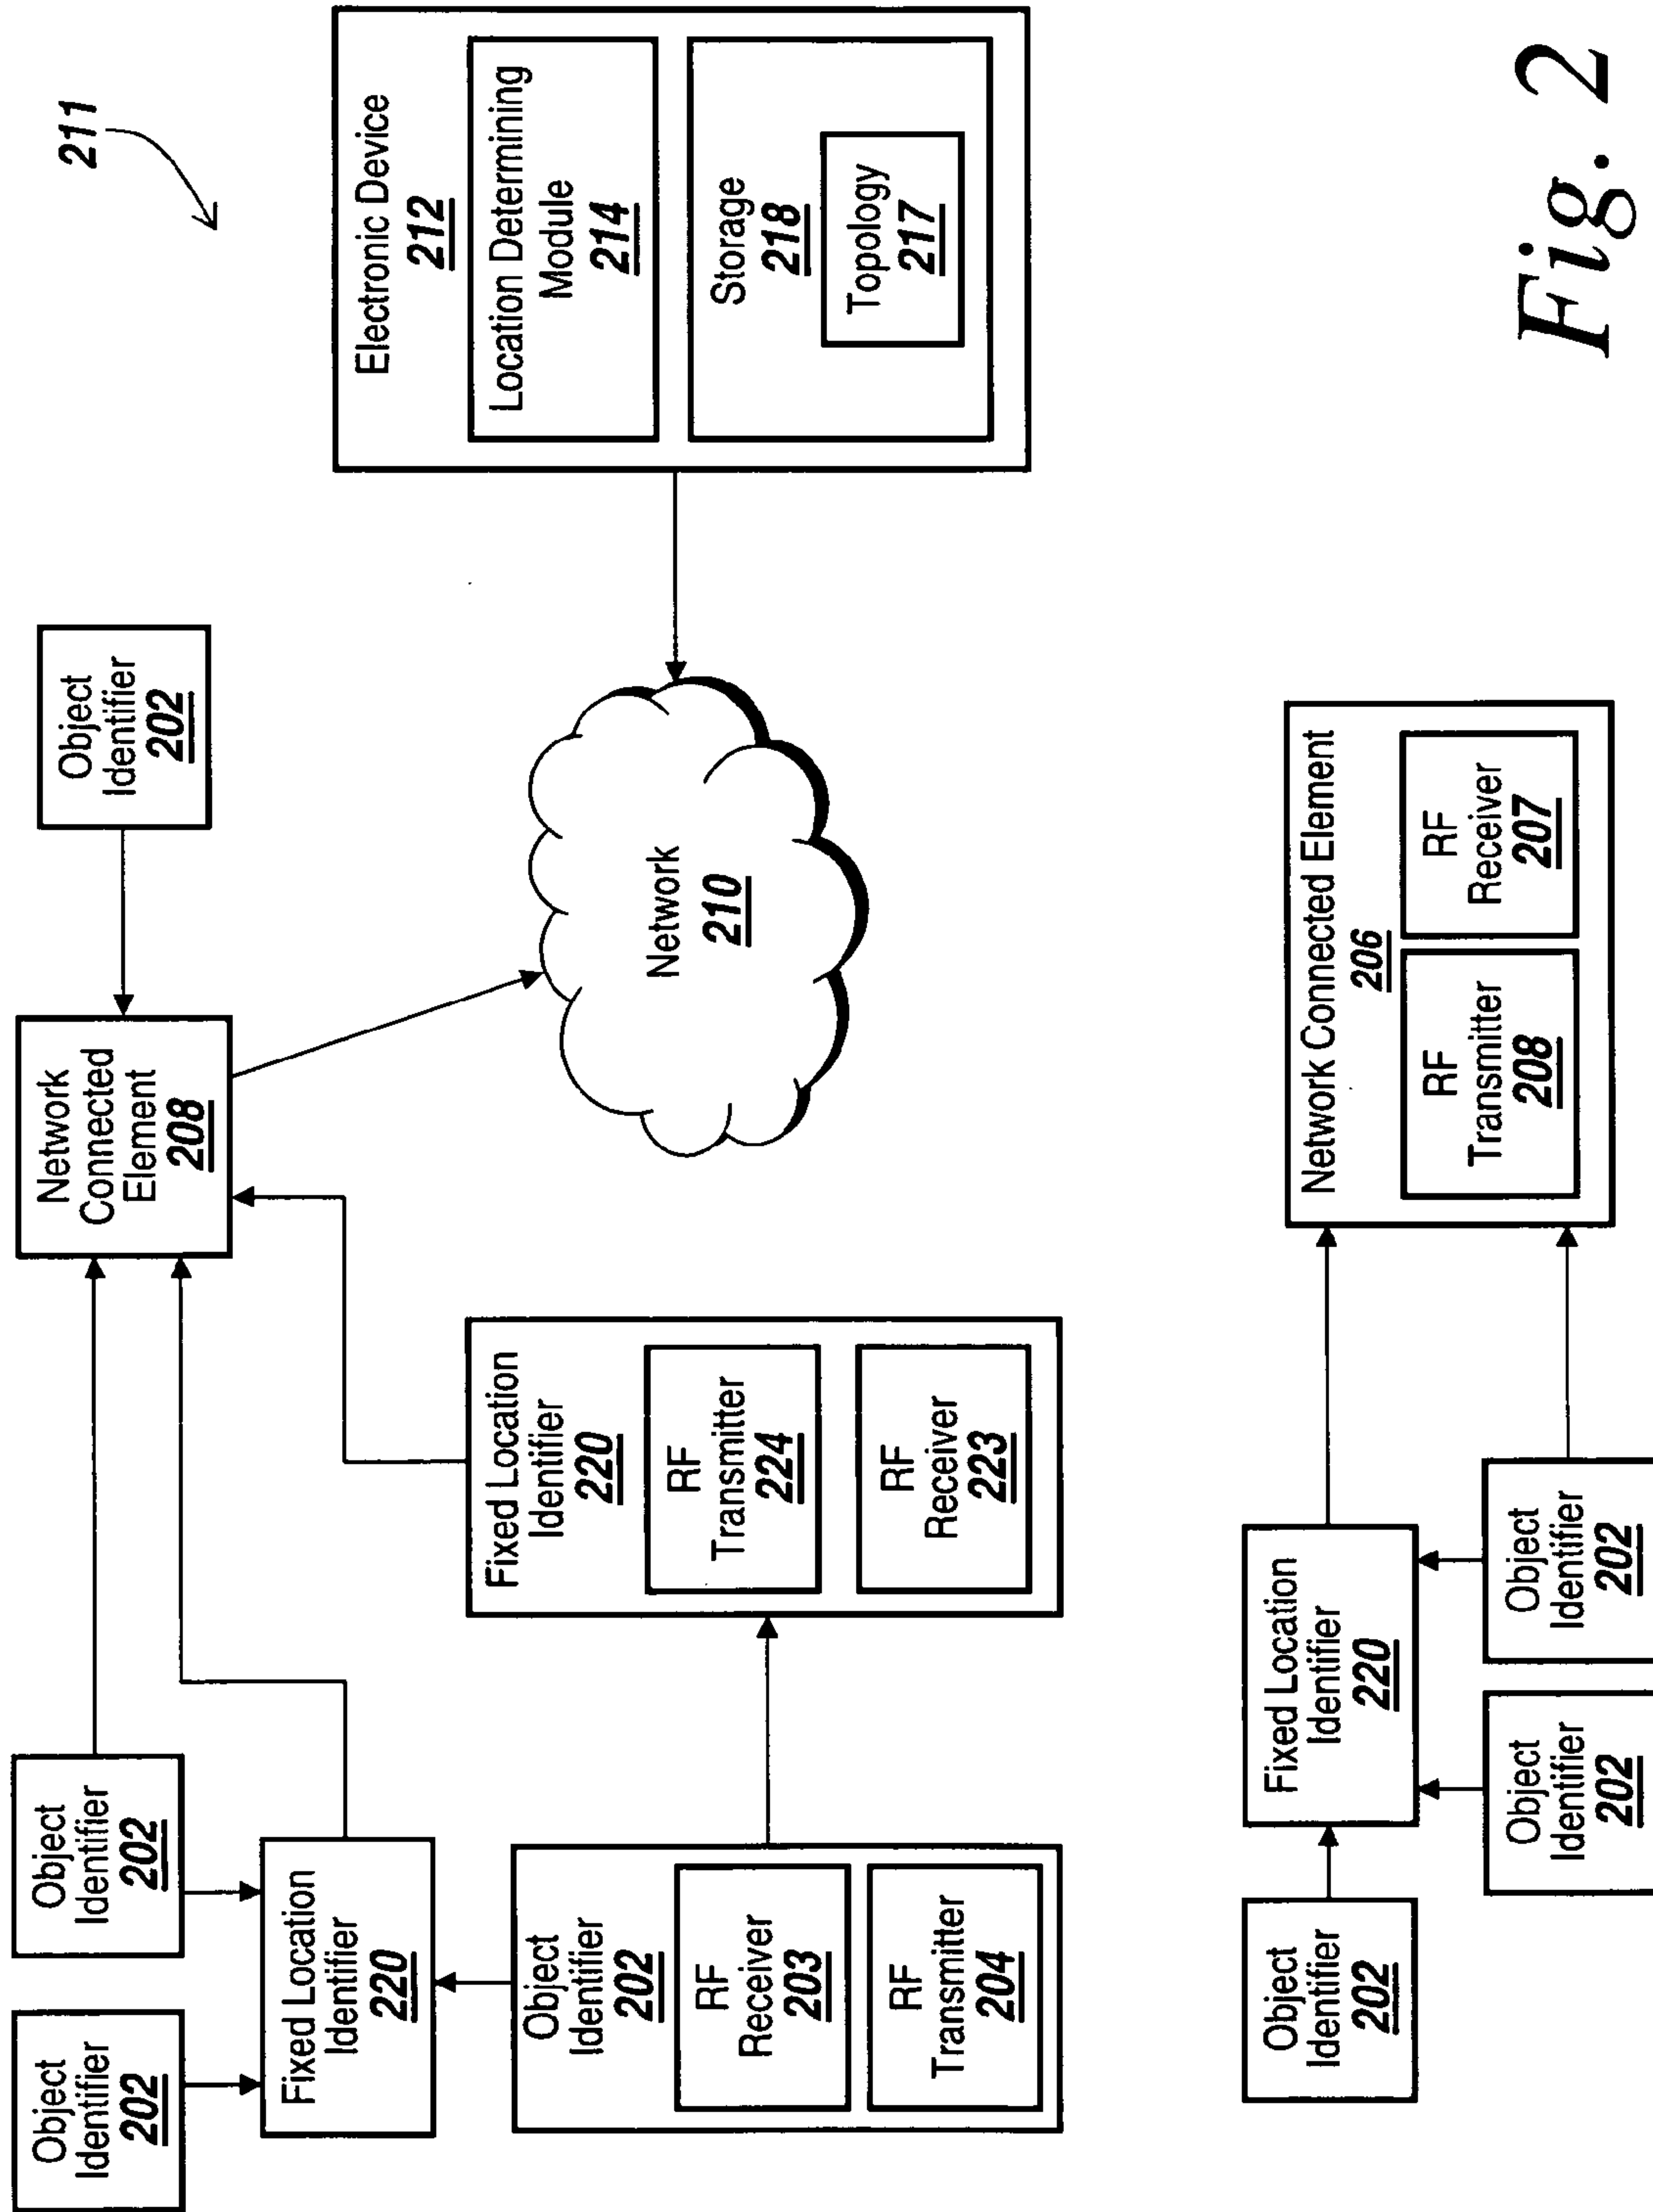 211
Object
Identifier
202
Object
Identifier
202
Network
Connected
Element
208
Object
Identifier
202
Fixed Location
Identifier
220
Object
Identifier
202
RF
Receiver
203
RF
Transmitter
204
Fixed Location
Identifier
220
RF
Transmitter
224
RF
Receiver
223
Network
210
Electronic Device
212
Location Determining
Module
214
Storage
218
Topology
217
Object
Identifier
202
Fixed Location
Identifier
220
Object
Identifier
202
Object
Identifier
202
Network Connected Element
206
RF
Transmitter
208
RF
Receiver
207
Fig. 2